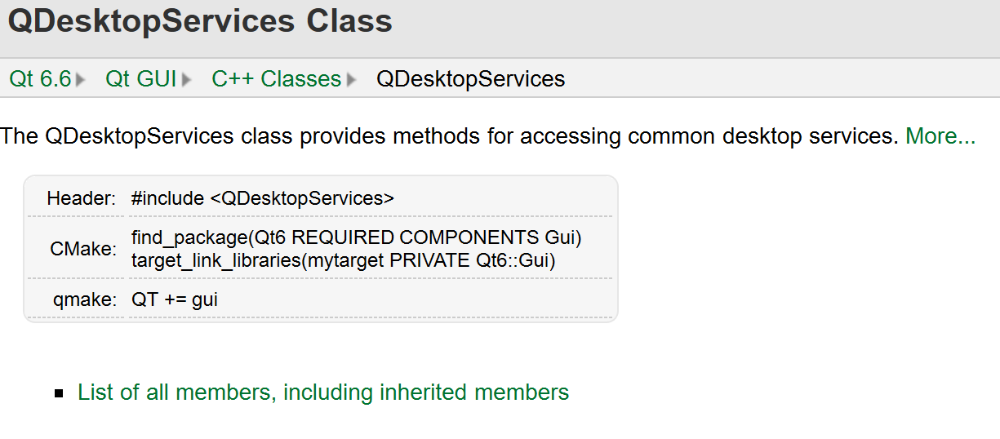 QDesktopServices Class
Qt 6.6 Qt GUI C++ Classes QDesktopServices
The QDesktopServices class provides methods for accessing common desktop services. More...
Header: #include <QDesktopServices>
CMake: find_package(Qt6 REQUIRED COMPONENTS Gui)
target_link_libraries(mytarget PRIVATE Qt6::Gui)
qmake: QT += gui
List of all members, including inherited members